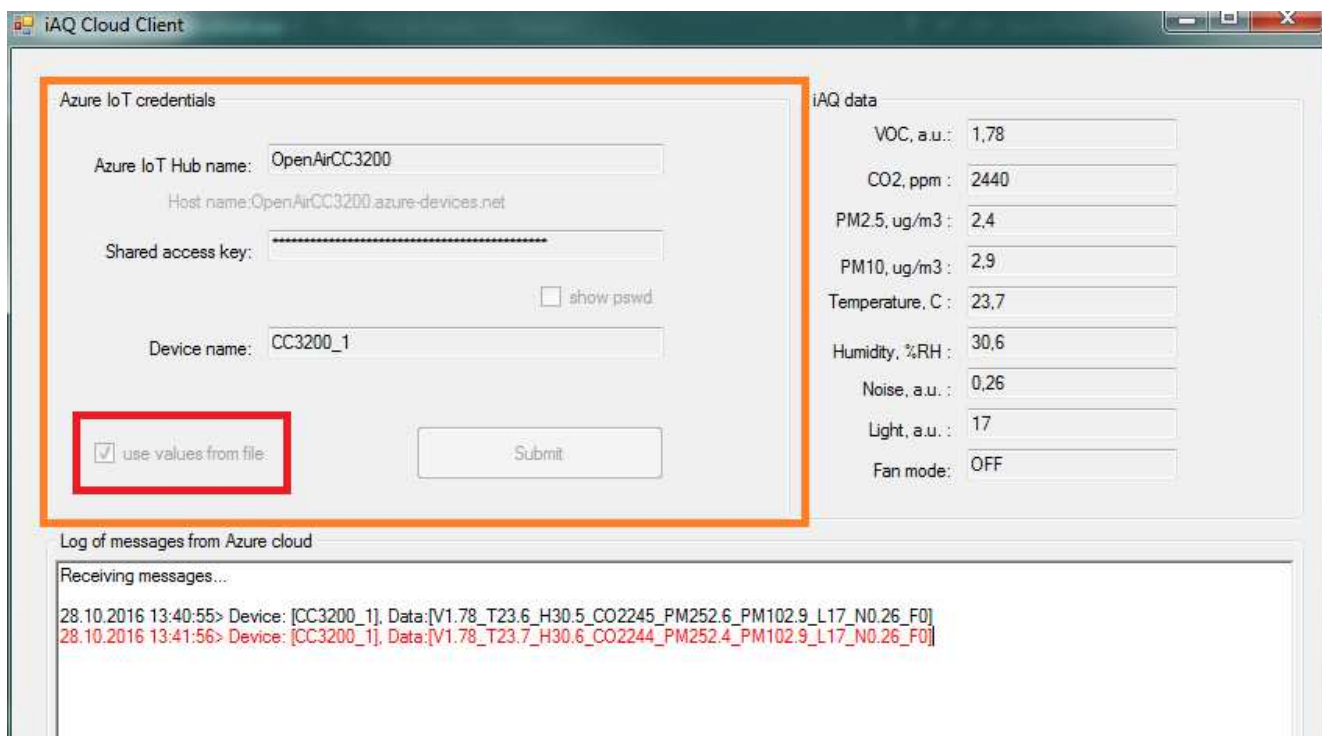 iAQ Cloud Client
Azure IoT credentials
Azure IoT Hub name: OpenAirCC3200
Host name:OpenAirCC3200.azure-devices.net
Shared access key: ***********************************************
show pswd
Device name: CC3200_1
use values from file
Submit
iAQ data
VOC, a.u.: 1,78
CO2, ppm : 2440
PM2.5, ug/m3 : 2,4
PM10, ug/m3 : 2,9
Temperature, C : 23,7
Humidity, %RH : 30,6
Noise, a.u. : 0,26
Light, a.u. : 17
Fan mode: OFF
Log of messages from Azure cloud
Receiving messages...
28.10.2016 13:40:55> Device: [CC3200_1], Data:[V1.78_T23.6_H30.5_CO2245_PM252.6_PM102.9_L17_N0.26_F0]
28.10.2016 13:41:56> Device: [CC3200_1], Data:[V1.78_T23.7_H30.6_CO2244_PM252.4_PM102.9_L17_N0.26_F0]